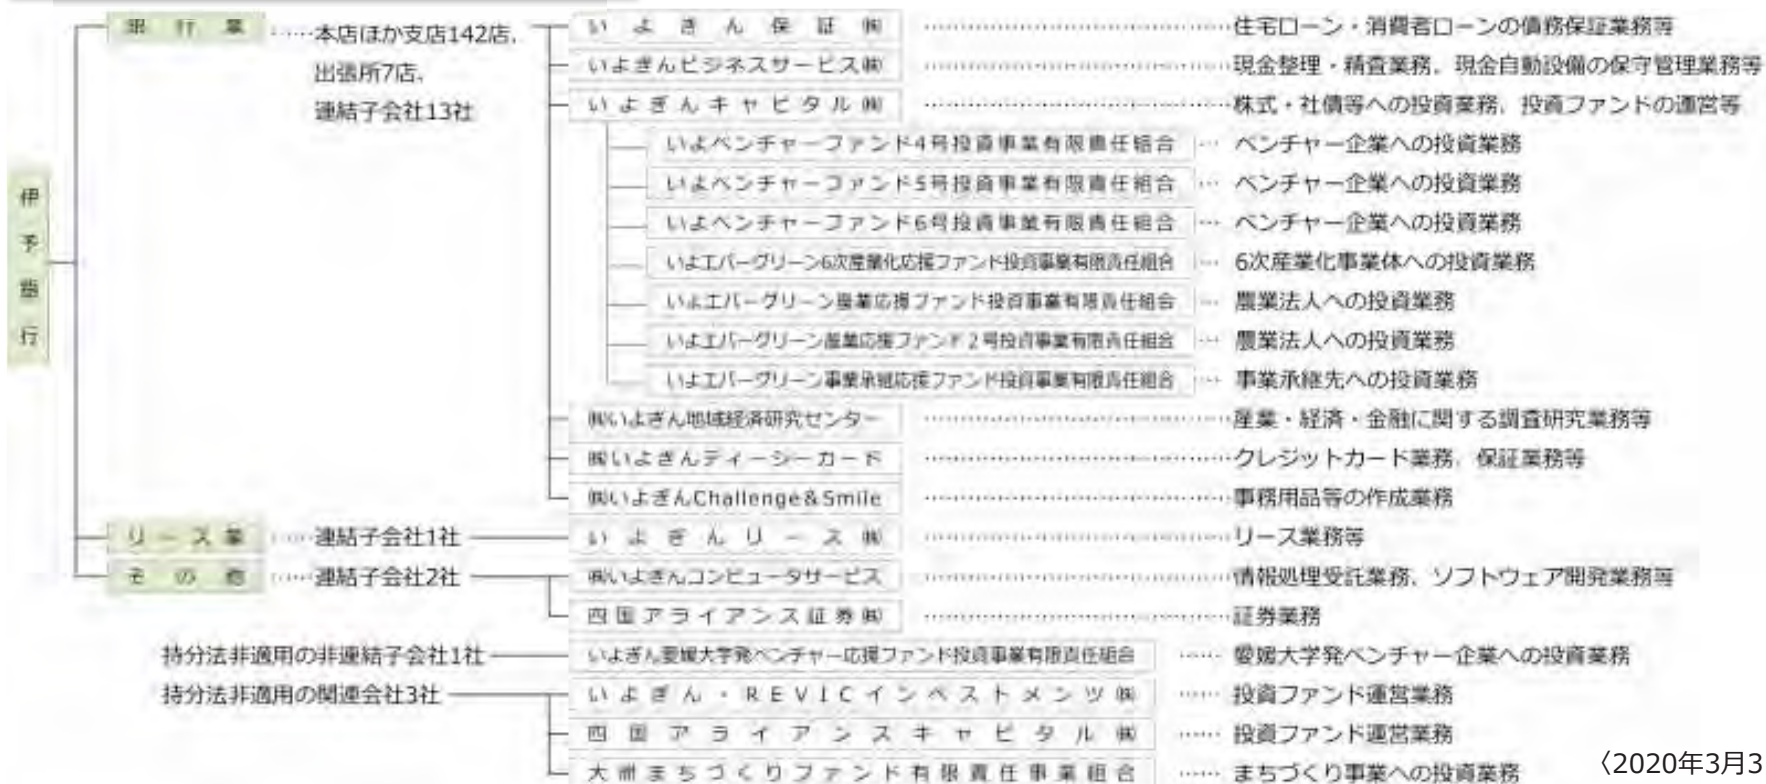 伊予銀行
銀行業 ……本店ほか支店142店、
出張所7店、
連結子会社13社
いよぎん保証㈱ ……住宅ローン・消費者ローンの債務保証業務等
いよぎんビジネスサービス㈱ ……現金整理・精査業務、現金自動設備の保守管理業務等
いよぎんキャピタル㈱ ……株式・社債等への投資業務、投資ファンドの運営等
いよベンチャーファンド4号投資事業有限責任組合 … ベンチャー企業への投資業務
いよベンチャーファンド5号投資事業有限責任組合 … ベンチャー企業への投資業務
いよベンチャーファンド6号投資事業有限責任組合 … ベンチャー企業への投資業務
いよエバーグリーン6次産業化応援ファンド投資事業有限責任組合 … 6次産業化事業体への投資業務
いよエバーグリーン農業応援ファンド投資事業有限責任組合 … 農業法人への投資業務
いよエバーグリーン農業応援ファンド2号投資事業有限責任組合 … 農業法人への投資業務
いよエバーグリーン事業承継応援ファンド投資事業有限責任組合 … 事業承継先への投資業務
㈱いよぎん地域経済研究センター ……産業・経済・金融に関する調査研究業務等
㈱いよぎんディーシーカード ……クレジットカード業務、保証業務等
㈱いよぎんChallenge&Smile ……事務用品等の作成業務
リース業 ……連結子会社1社 いよぎんリース㈱ ……リース業務等
その他 ……連結子会社2社 ㈱いよぎんコンピュータサービス ……情報処理受託業務、ソフトウェア開発業務等
四国アライアンス証券㈱ ……証券業務
持分法非適用の非連結子会社1社 いよぎん愛媛大学発ベンチャー応援ファンド投資事業有限責任組合 …… 愛媛大学発ベンチャー企業への投資業務
持分法非適用の関連会社3社 いよぎん・REVICインベストメンツ㈱ …… 投資ファンド運営業務
四国アライアンスキャピタル㈱ …… 投資ファンド運営業務
大洲まちづくりファンド有限責任事業組合 …… まちづくり事業への投資業務
〈2020年3月3